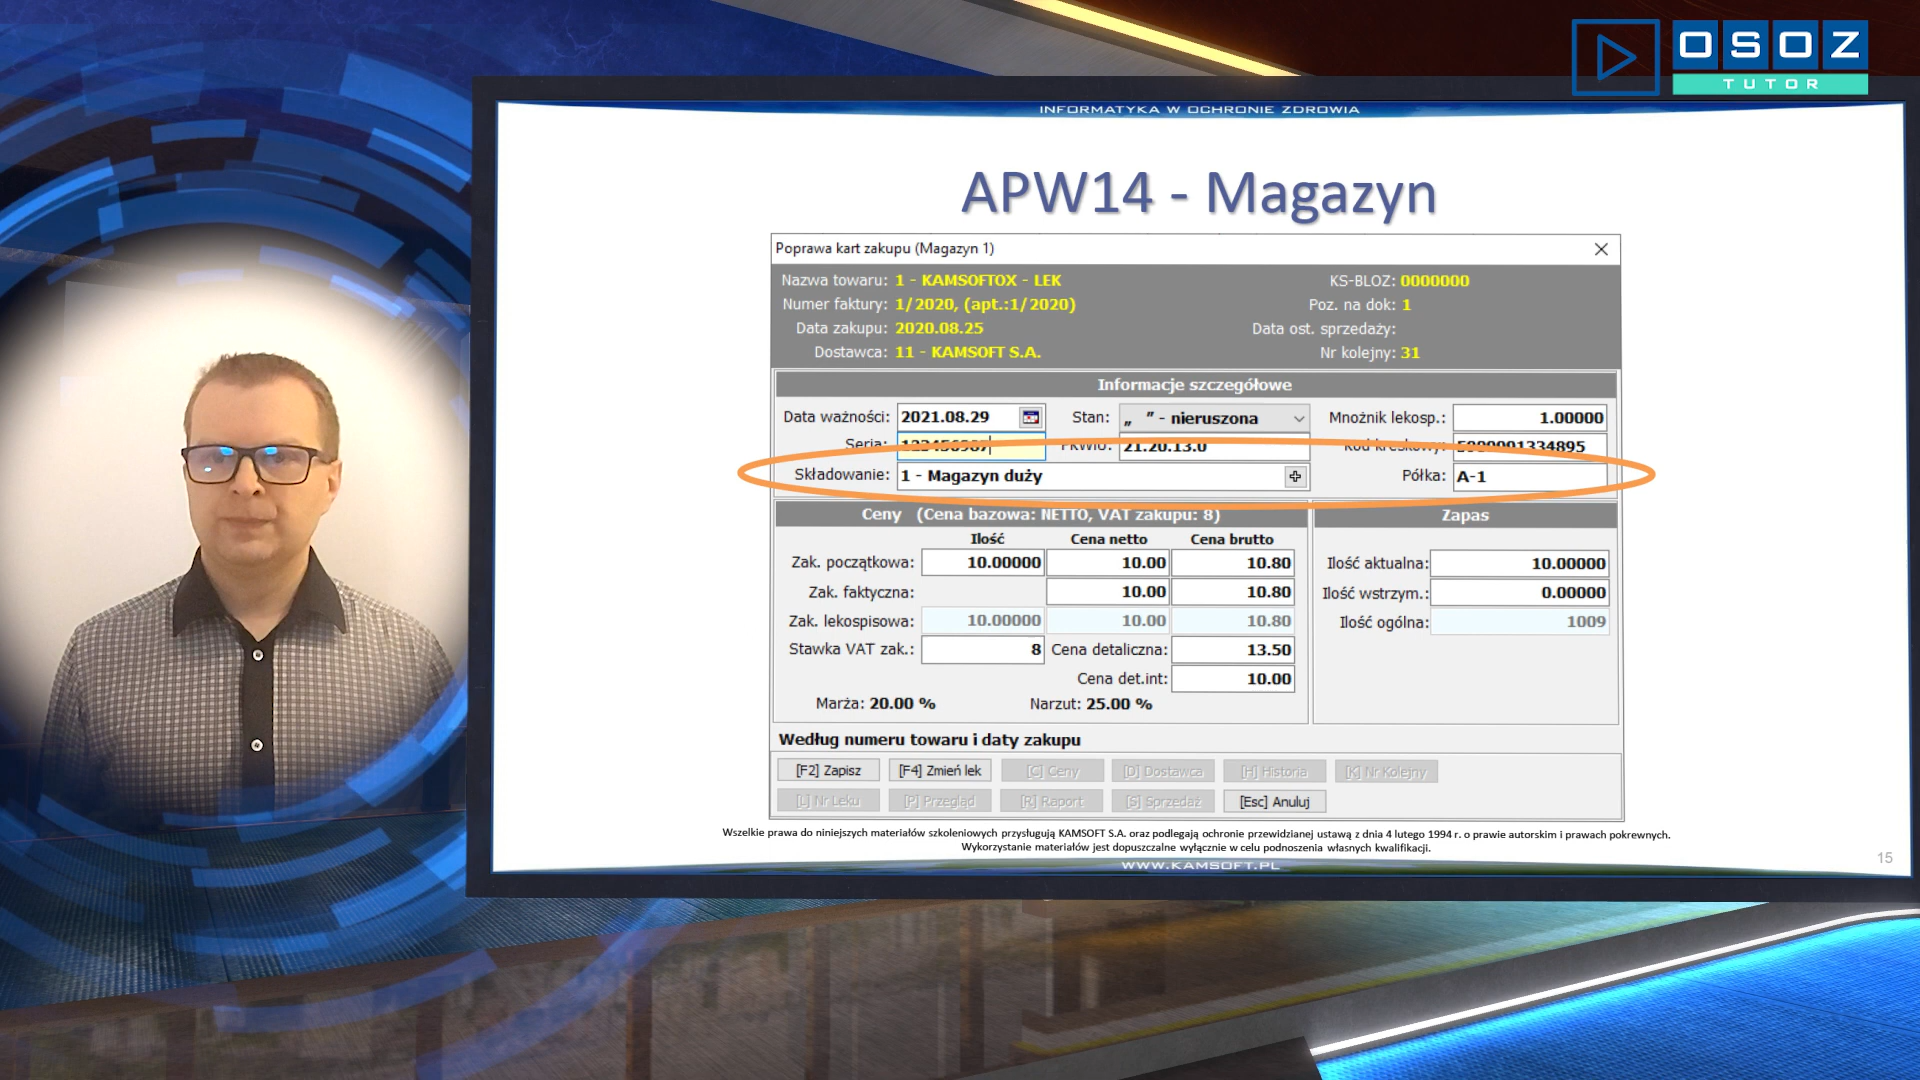 OSOZ
TUTOR
INFORMATYKA W OCHRONIE ZDROWIA
APW14 - Magazyn
Poprawa kart zakupu (Magazyn 1)
Nazwa towaru: 1 - KAMSOFTOX - LEK KS-BLOZ: 0000000
Numer faktury: 1/2020, (apt.:1/2020) Poz. na dok: 1
Data zakupu: 2020.08.25 Data ost. sprzedaży:
Dostawca: 11 - KAMSOFT S.A. Nr kolejny: 31
Informacje szczegółowe
Data ważności: 2021.08.29 Stan: „ ” - nieruszona Mnożnik lekosp.: 1.00000
Seria: PKWiU: 21.20.13.0 Kod kreskowy:
Składowanie: 1 - Magazyn duży Półka: A-1
Ceny (Cena bazowa: NETTO, VAT zakupu: 8) Zapas
Ilość Cena netto Cena brutto
Zak. początkowa: 10.00000 10.00 10.80 Ilość aktualna: 10.00000
Zak. faktyczna: 10.00 10.80 Ilość wstrzym.: 0.00000
Zak. lekospisowa: 10.00000 10.00 10.80 Ilość ogólna: 1009
Stawka VAT zak.: 8 Cena detaliczna: 13.50
Cena det.int: 10.00
Marża: 20.00 % Narzut: 25.00 %
Według numeru towaru i daty zakupu
[F2] Zapisz [F4] Zmień lek [C] Ceny [D] Dostawca [H] Historia [K] Nr Kolejny
[L] Nr Leku [P] Przegląd [R] Raport [S] Sprzedaż [Esc] Anuluj
Wszelkie prawa do niniejszych materiałów szkoleniowych przysługują KAMSOFT S.A. oraz podlegają ochronie przewidzianej ustawą z dnia 4 lutego 1994 r. o prawie autorskim i prawach pokrewnych.
Wykorzystanie materiałów jest dopuszczalne wyłącznie w celu podnoszenia własnych kwalifikacji.
15
WWW.KAMSOFT.PL